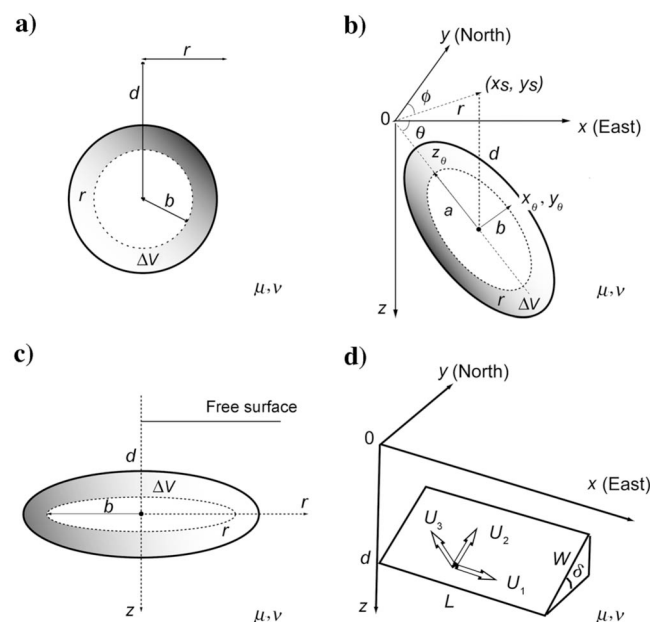 a)
r
d
r
b
ΔV
μ,ν
b)
y (North)
(xs, ys)
ϕ
r
0
x (East)
θ
d
zθ
xθ, yθ
a
b
r
ΔV
z
μ,ν
c)
Free surface
d
ΔV
b
r
r
z
μ,ν
d)
y (North)
0
x (East)
U3
U2
W
δ
U1
d
L
z
μ,ν